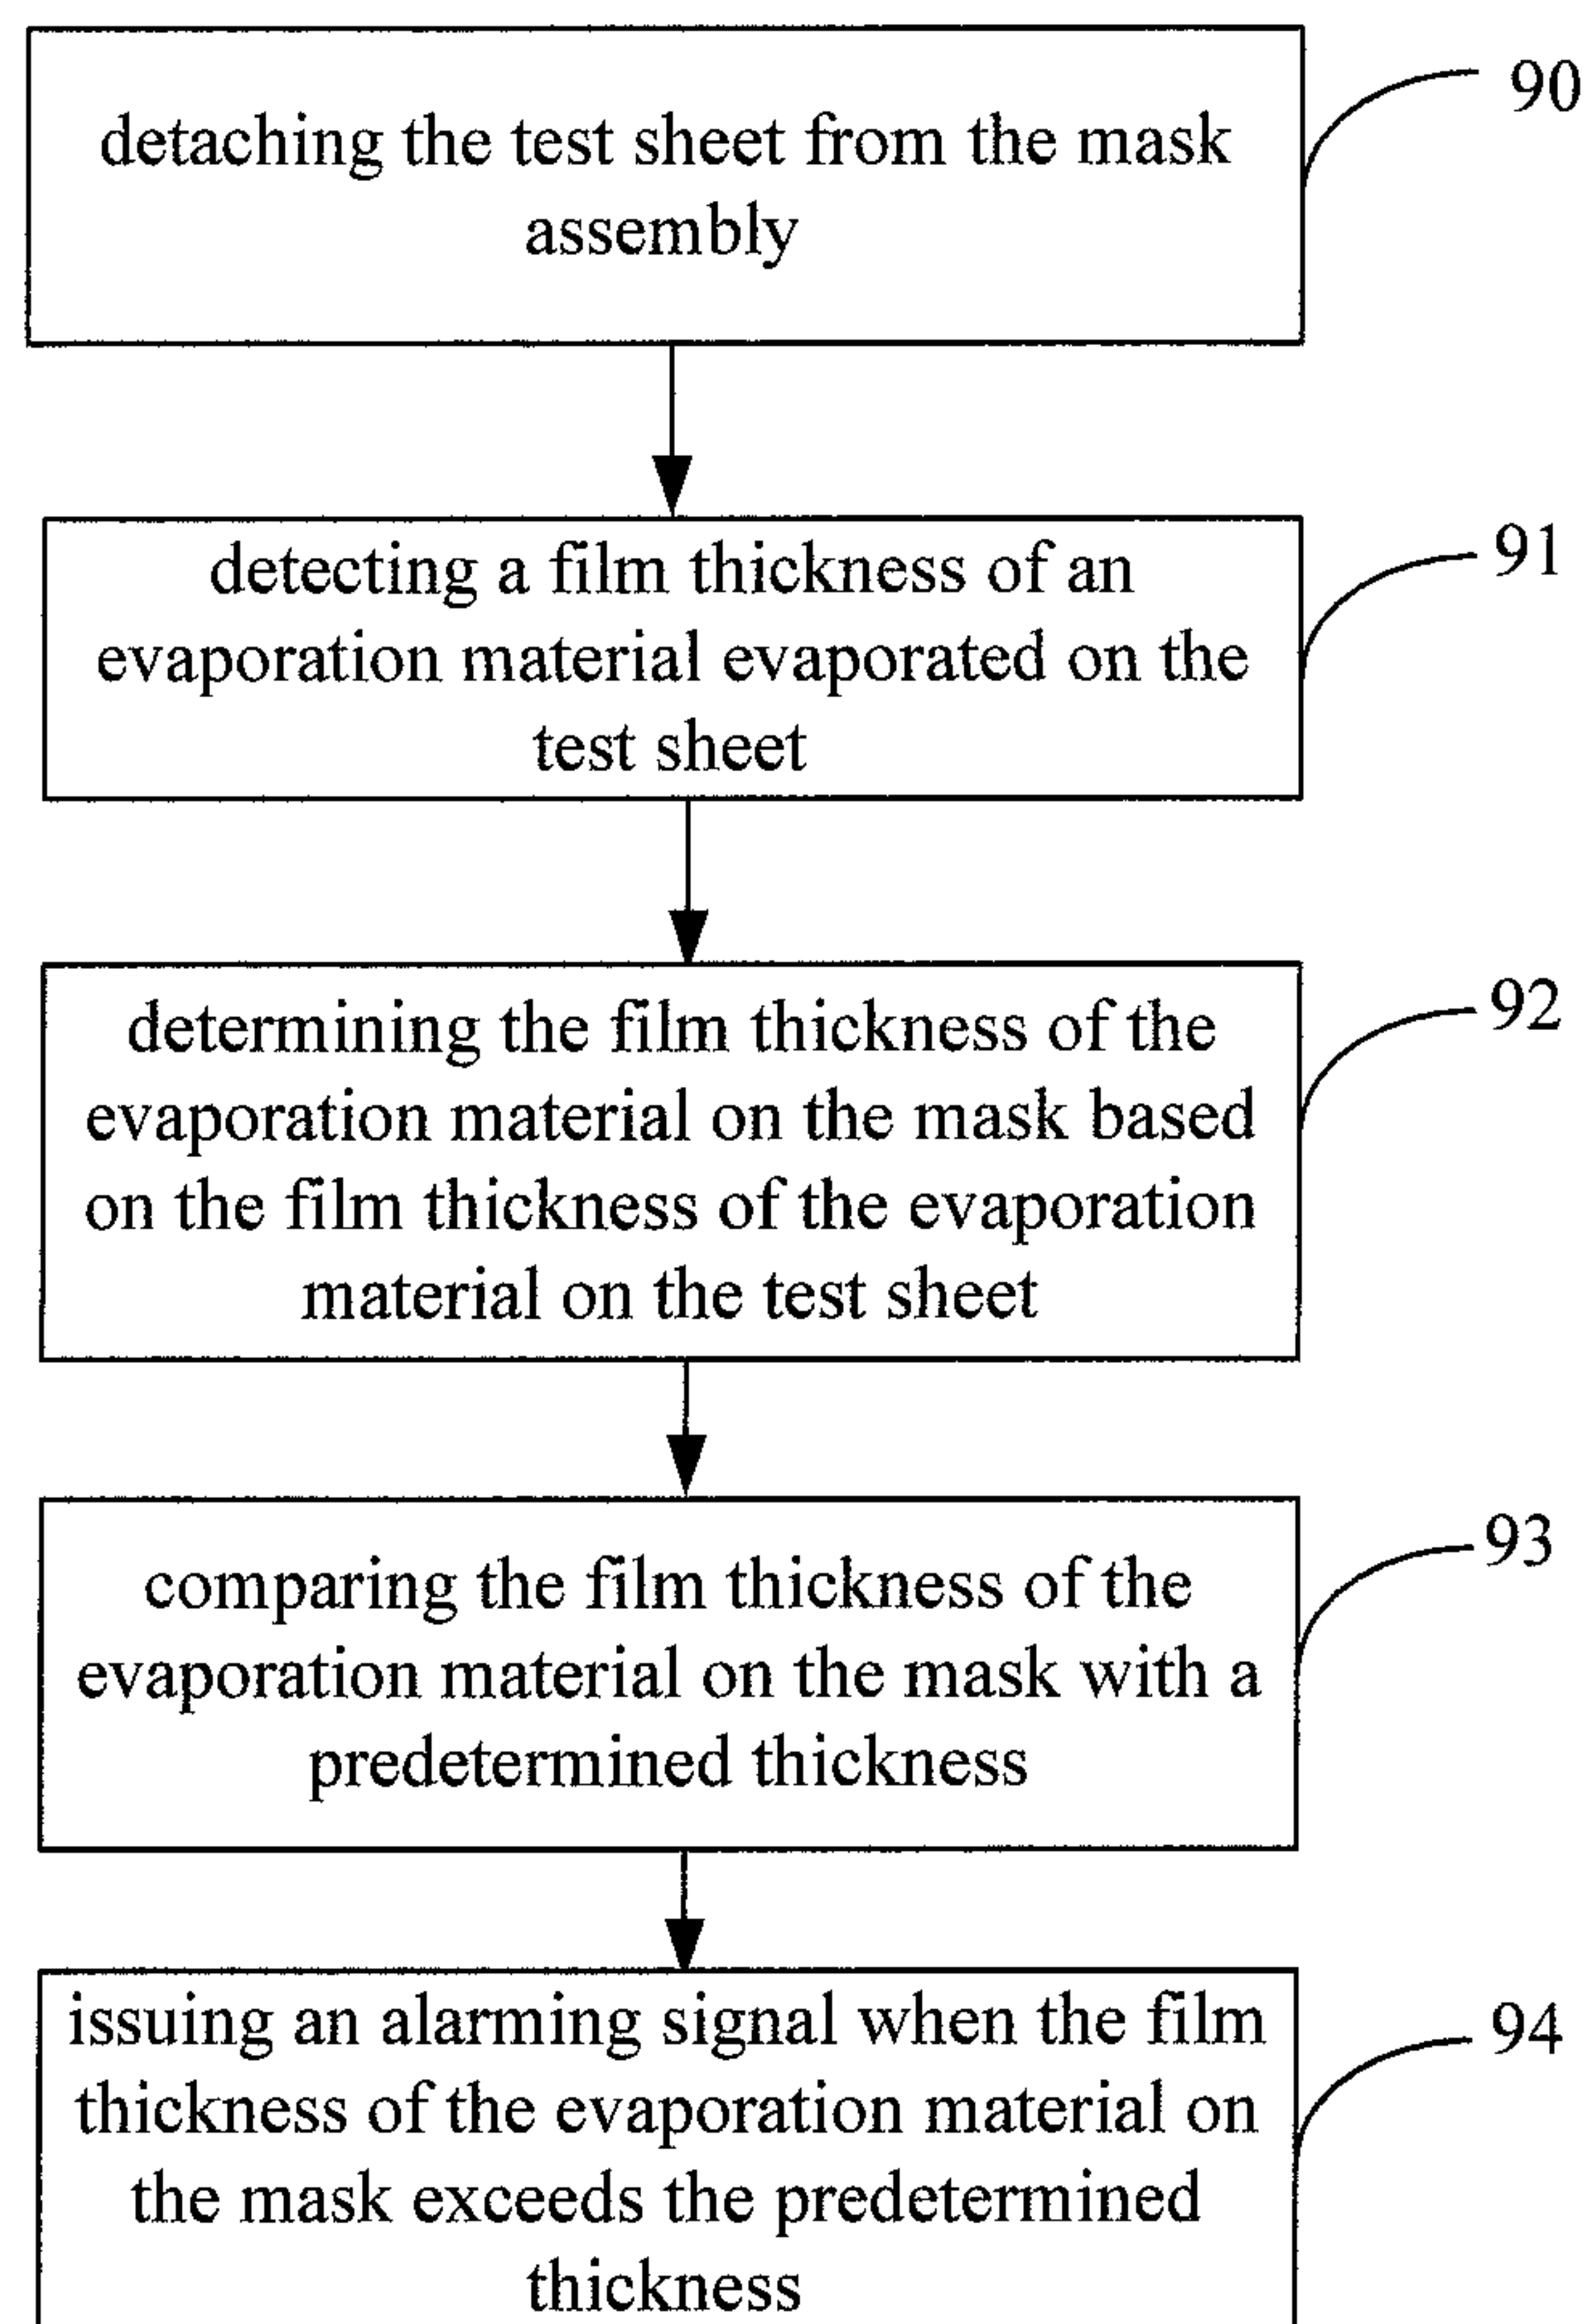 detaching the test sheet from the mask
assembly
90
detecting a film thickness of an
evaporation material evaporated on the
test sheet
91
determining the film thickness of the
evaporation material on the mask based
on the film thickness of the evaporation
material on the test sheet
92
comparing the film thickness of the
evaporation material on the mask with a
predetermined thickness
93
issuing an alarming signal when the film
thickness of the evaporation material on
the mask exceeds the predetermined
thickness
94